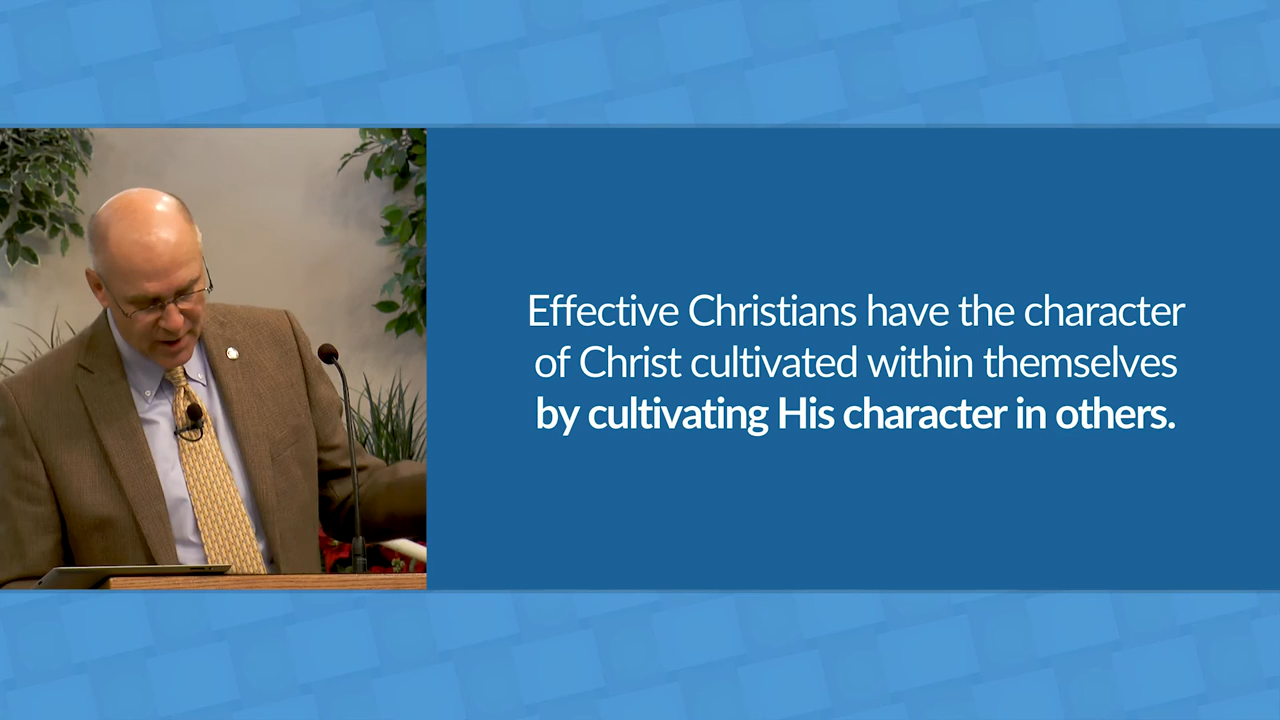 Effective Christians have the character
of Christ cultivated within themselves
by cultivating His character in others.